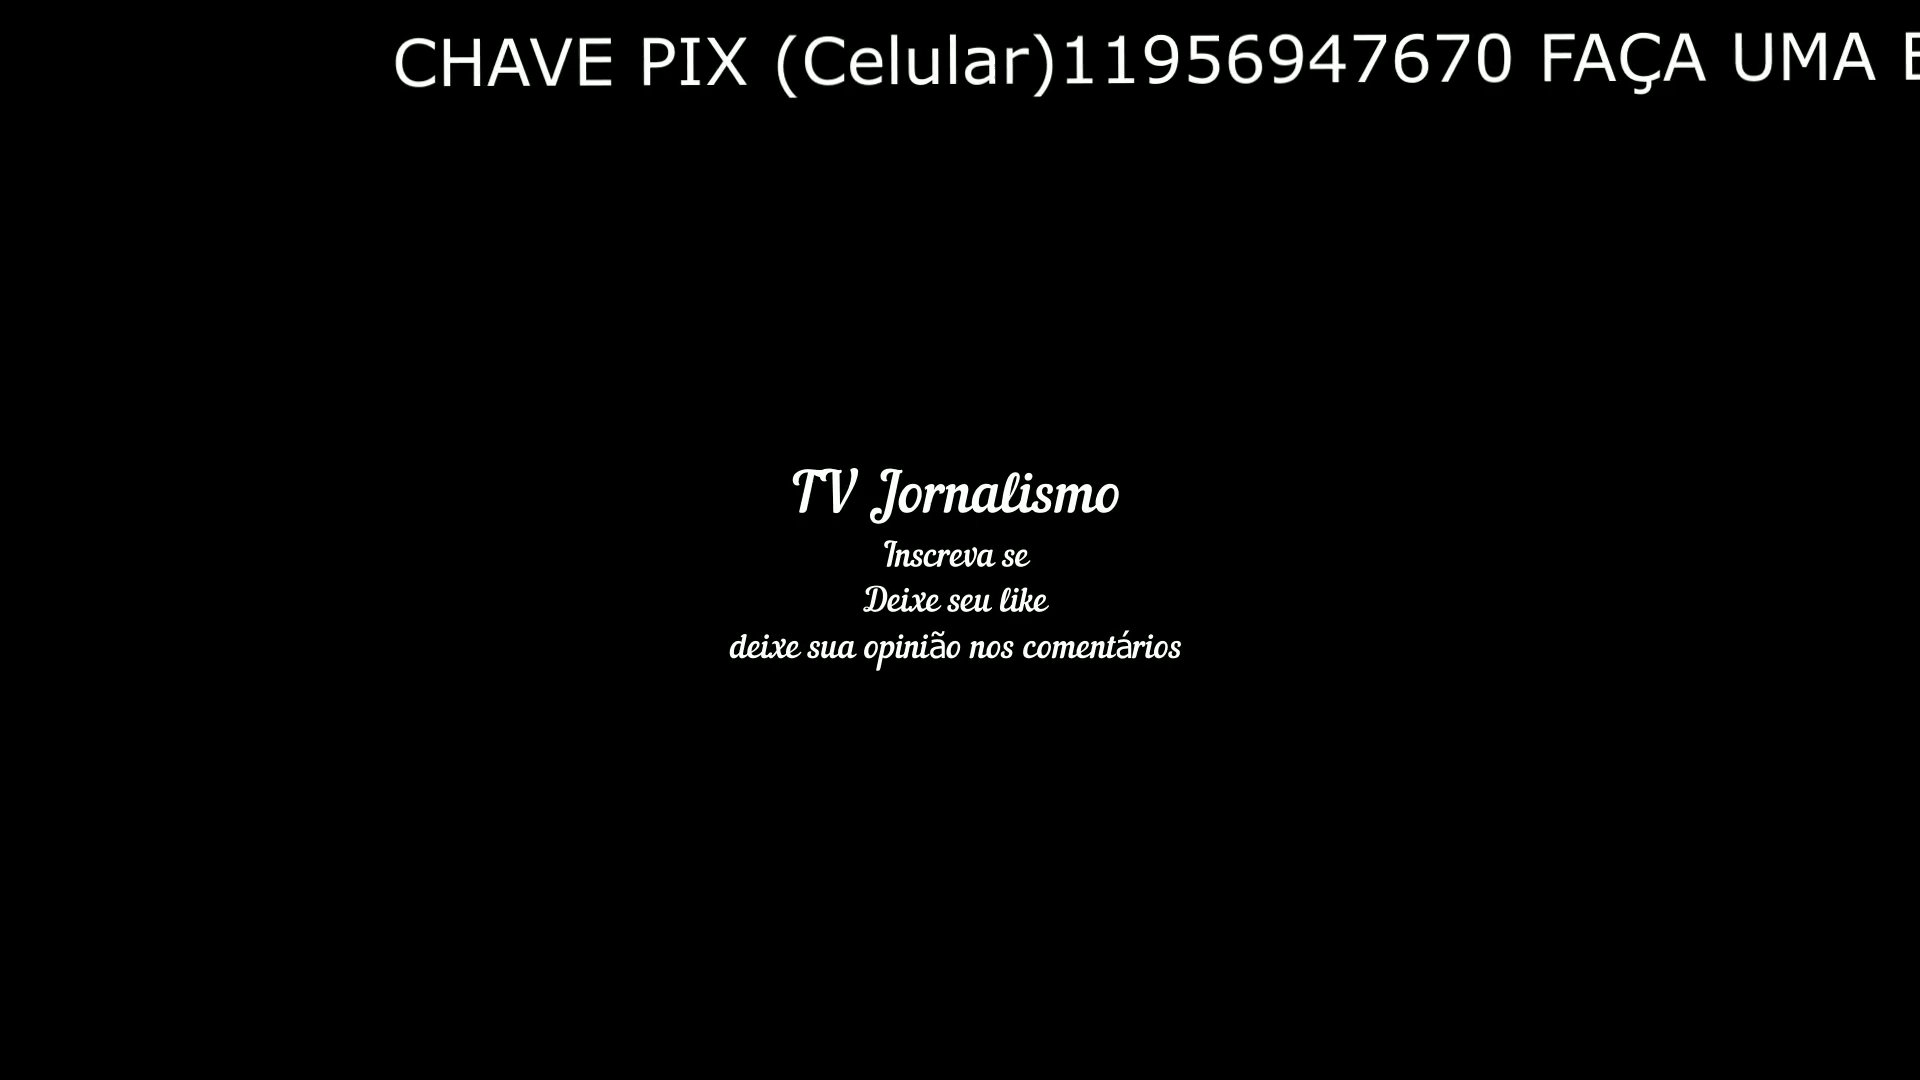 CHAVE PIX (Celular)11956947670 FAÇA UMA
TV Jornalismo
Inscreva se
Deixe seu like
deixe sua opinião nos comentários